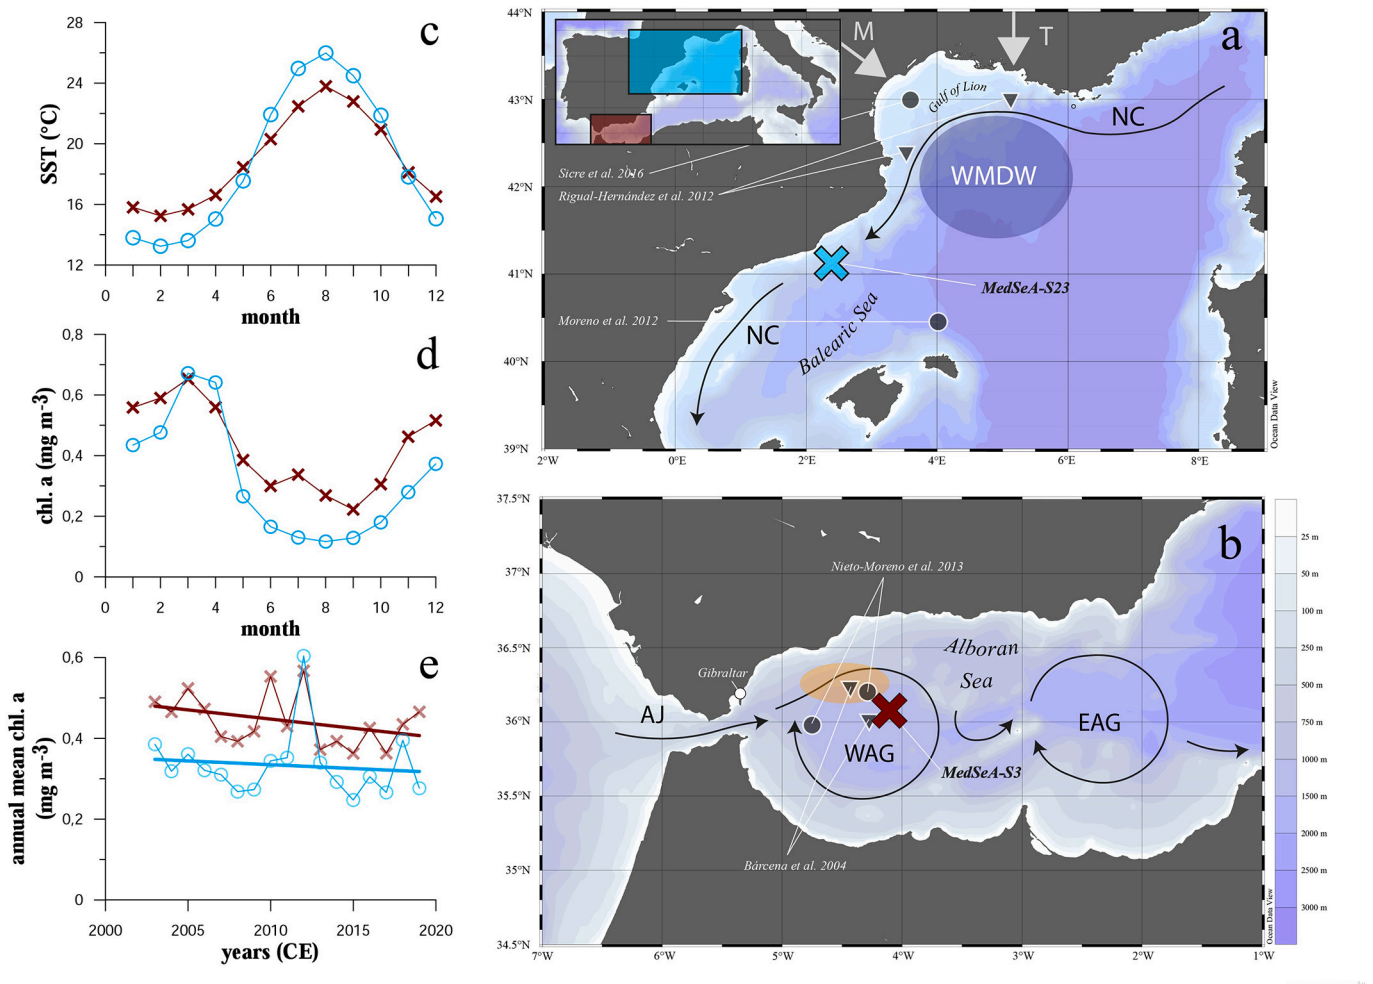 c
28
24
20
16
12
SST (°C)
0 2 4 6 8 10 12
month
d
0,8
0,6
0,4
0,2
0
chl. a (mg m-3)
0 2 4 6 8 10 12
month
e
0,6
0,4
0,2
0
annual mean chl. a
(mg m-3)
2000 2005 2010 2015 2020
years (CE)
a
44°N
43°N
42°N
41°N
40°N
39°N
M
T
Gulf of Lion
NC
WMDW
Sicre et al. 2016
Rigual-Hernández et al. 2012
MedSeA-S23
Moreno et al. 2012
NC
Balearic Sea
Ocean Data View
2°W 0°E 2°E 4°E 6°E 8°E
b
37.5°N
37°N
36.5°N
36°N
35.5°N
35°N
34.5°N
Nieto-Moreno et al. 2013
Alboran
Sea
Gibraltar
AJ
WAG
EAG
MedSeA-S3
Bárcena et al. 2004
7°W 6°W 5°W 4°W 3°W 2°W 1°W
Ocean Data View
25 m
50 m
100 m
250 m
500 m
750 m
1000 m
1500 m
2000 m
2500 m
3000 m